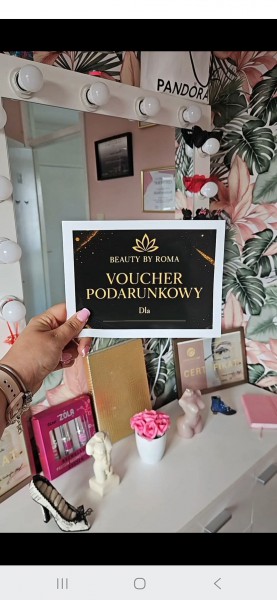 PANDORA
BEAUTY BY ROMA
VOUCHER
PODARUNKOWY
Dla
ZOLA